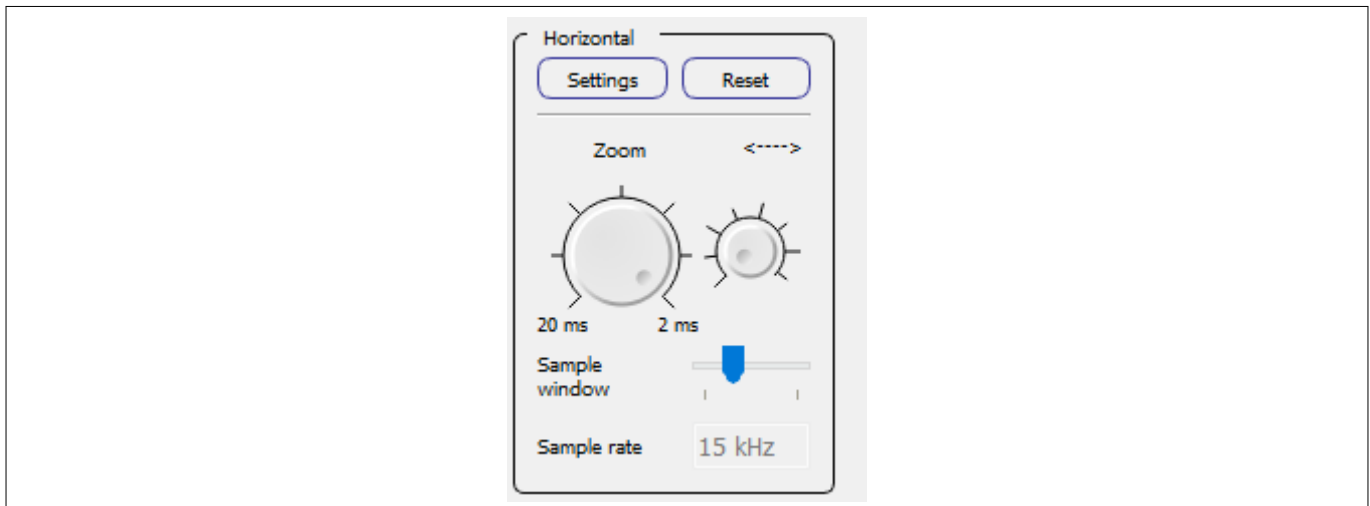 Horizontal
Settings Reset
Zoom <---->
20 ms 2 ms
Sample
window
Sample rate 15 kHz